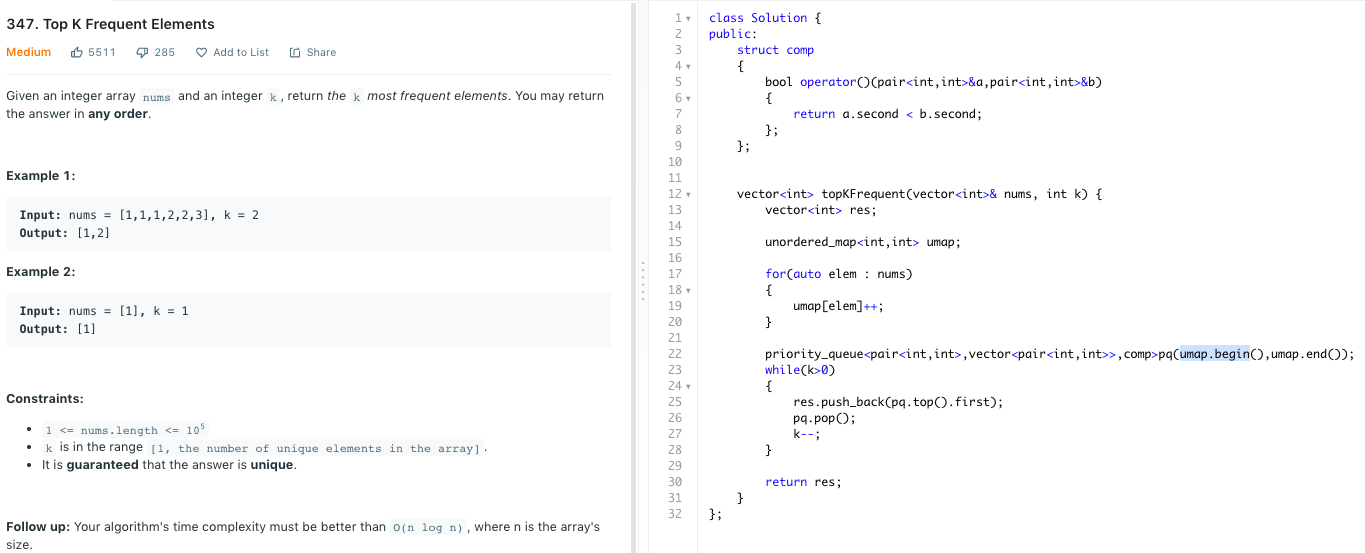 347. Top K Frequent Elements
Medium 5511 285 Add to List Share
Given an integer array nums and an integer k, return the k most frequent elements. You may return
the answer in any order.
Example 1:
Input: nums = [1,1,1,2,2,3], k = 2
Output: [1,2]
Example 2:
Input: nums = [1], k = 1
Output: [1]
Constraints:
• 1 <= nums.length <= 10⁵
• k is in the range [1, the number of unique elements in the array].
• It is guaranteed that the answer is unique.
Follow up: Your algorithm's time complexity must be better than O(n log n), where n is the array's
size.
1 class Solution {
2 public:
3     struct comp
4     {
5         bool operator()(pair<int,int>&a,pair<int,int>&b)
6         {
7             return a.second < b.second;
8         };
9     };
10
11
12     vector<int> topKFrequent(vector<int>& nums, int k) {
13         vector<int> res;
14
15         unordered_map<int,int> umap;
16
17         for(auto elem : nums)
18         {
19             umap[elem]++;
20         }
21
22         priority_queue<pair<int,int>,vector<pair<int,int>>,comp>pq(umap.begin(),umap.end());
23         while(k>0)
24         {
25             res.push_back(pq.top().first);
26             pq.pop();
27             k--;
28         }
29
30         return res;
31     }
32 };